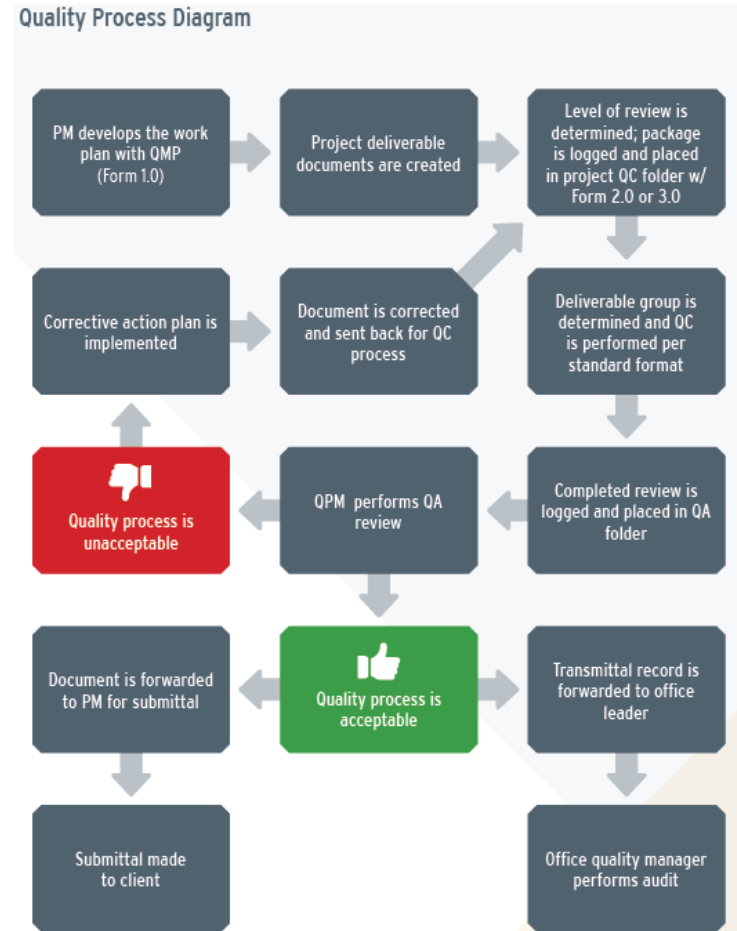 Quality Process Diagram
PM develops the work
plan with QMP
(Form 1.0)
Project deliverable
documents are created
Level of review is
determined; package
is logged and placed
in project QC folder w/
Form 2.0 or 3.0
Corrective action plan is
implemented
Document is corrected
and sent back for QC
process
Deliverable group is
determined and QC
is performed per
standard format
Quality process is
unacceptable
QPM performs QA
review
Completed review is
logged and placed in QA
folder
Document is forwarded
to PM for submittal
Quality process is
acceptable
Transmittal record is
forwarded to office
leader
Submittal made
to client
Office quality manager
performs audit